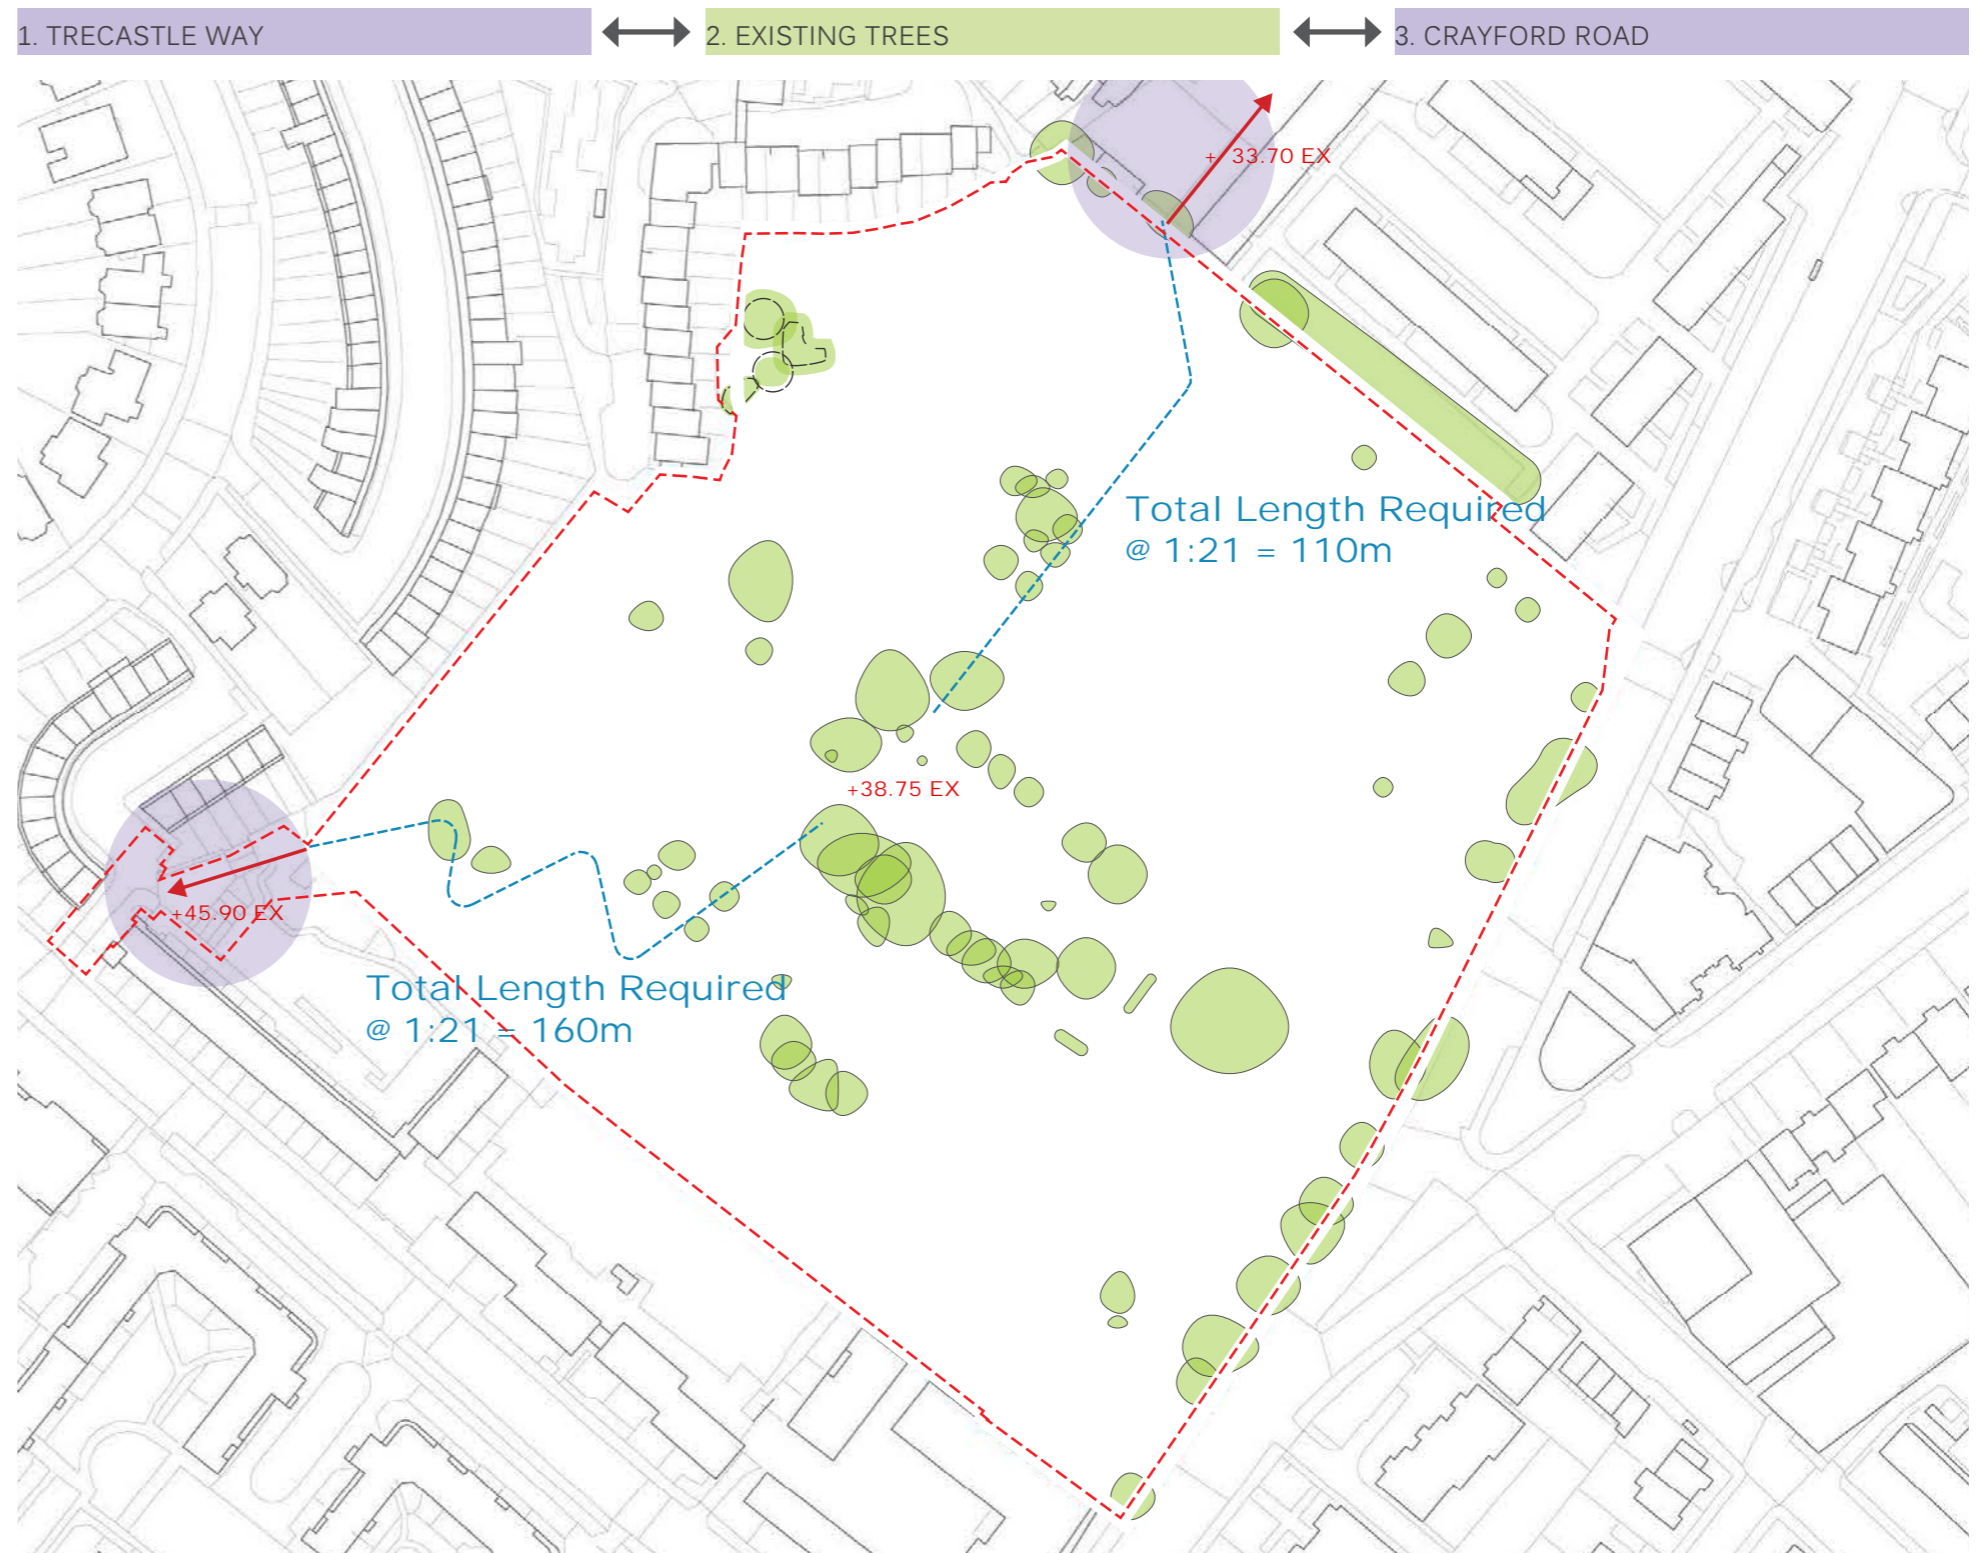 1. TRECASTLE WAY
2. EXISTING TREES
3. CRAYFORD ROAD
+ 33.70 EX
Total Length Required
@ 1:21 = 110m
+38.75 EX
+45.90 EX
Total Length Required
@ 1:21 = 160m